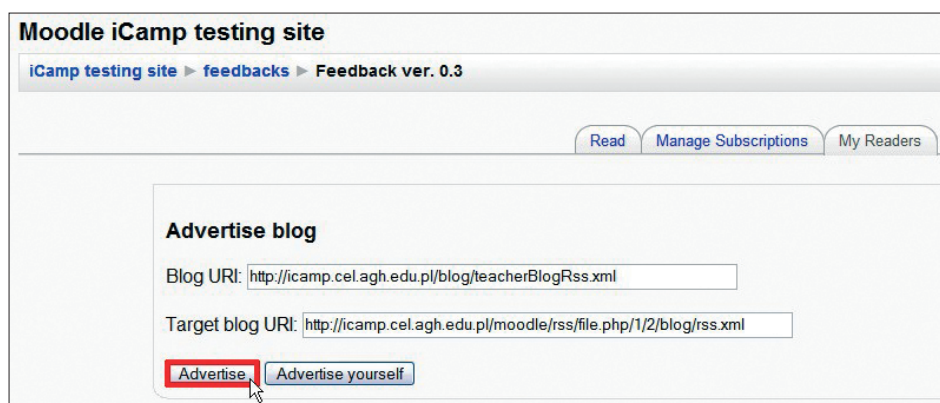 Moodle iCamp testing site
iCamp testing site ► feedbacks ► Feedback ver. 0.3
Read Manage Subscriptions My Readers
Advertise blog
Blog URI: http://icamp.cel.agh.edu.pl/blog/teacherBlogRss.xml
Target blog URI: http://icamp.cel.agh.edu.pl/moodle/rss/file.php/1/2/blog/rss.xml
Advertise Advertise yourself